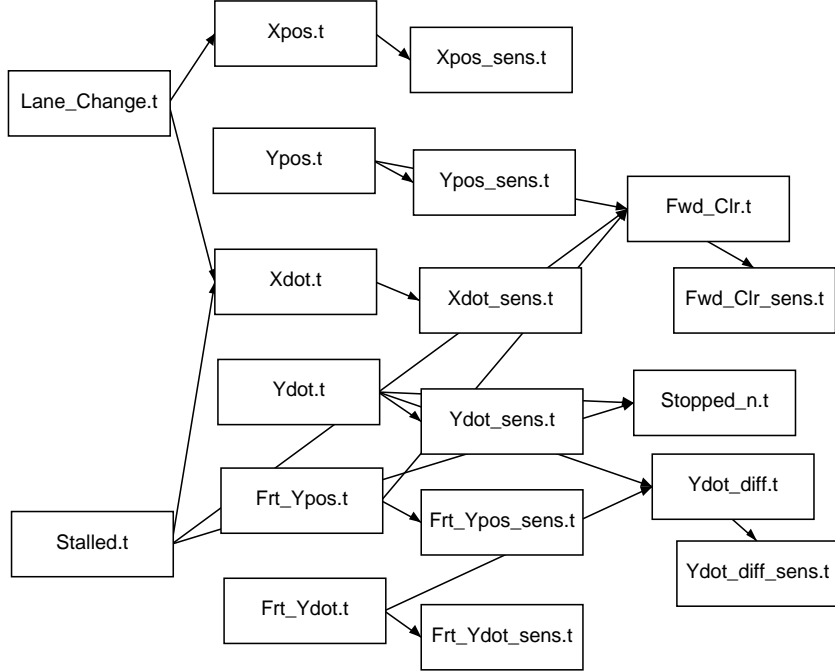 Xpos.t
Xpos_sens.t
Lane_Change.t
Ypos.t
Ypos_sens.t
Fwd_Clr.t
Xdot.t
Xdot_sens.t
Fwd_Clr_sens.t
Ydot.t
Ydot_sens.t
Stopped_n.t
Frt_Ypos.t
Ydot_diff.t
Stalled.t
Frt_Ypos_sens.t
Ydot_diff_sens.t
Frt_Ydot.t
Frt_Ydot_sens.t